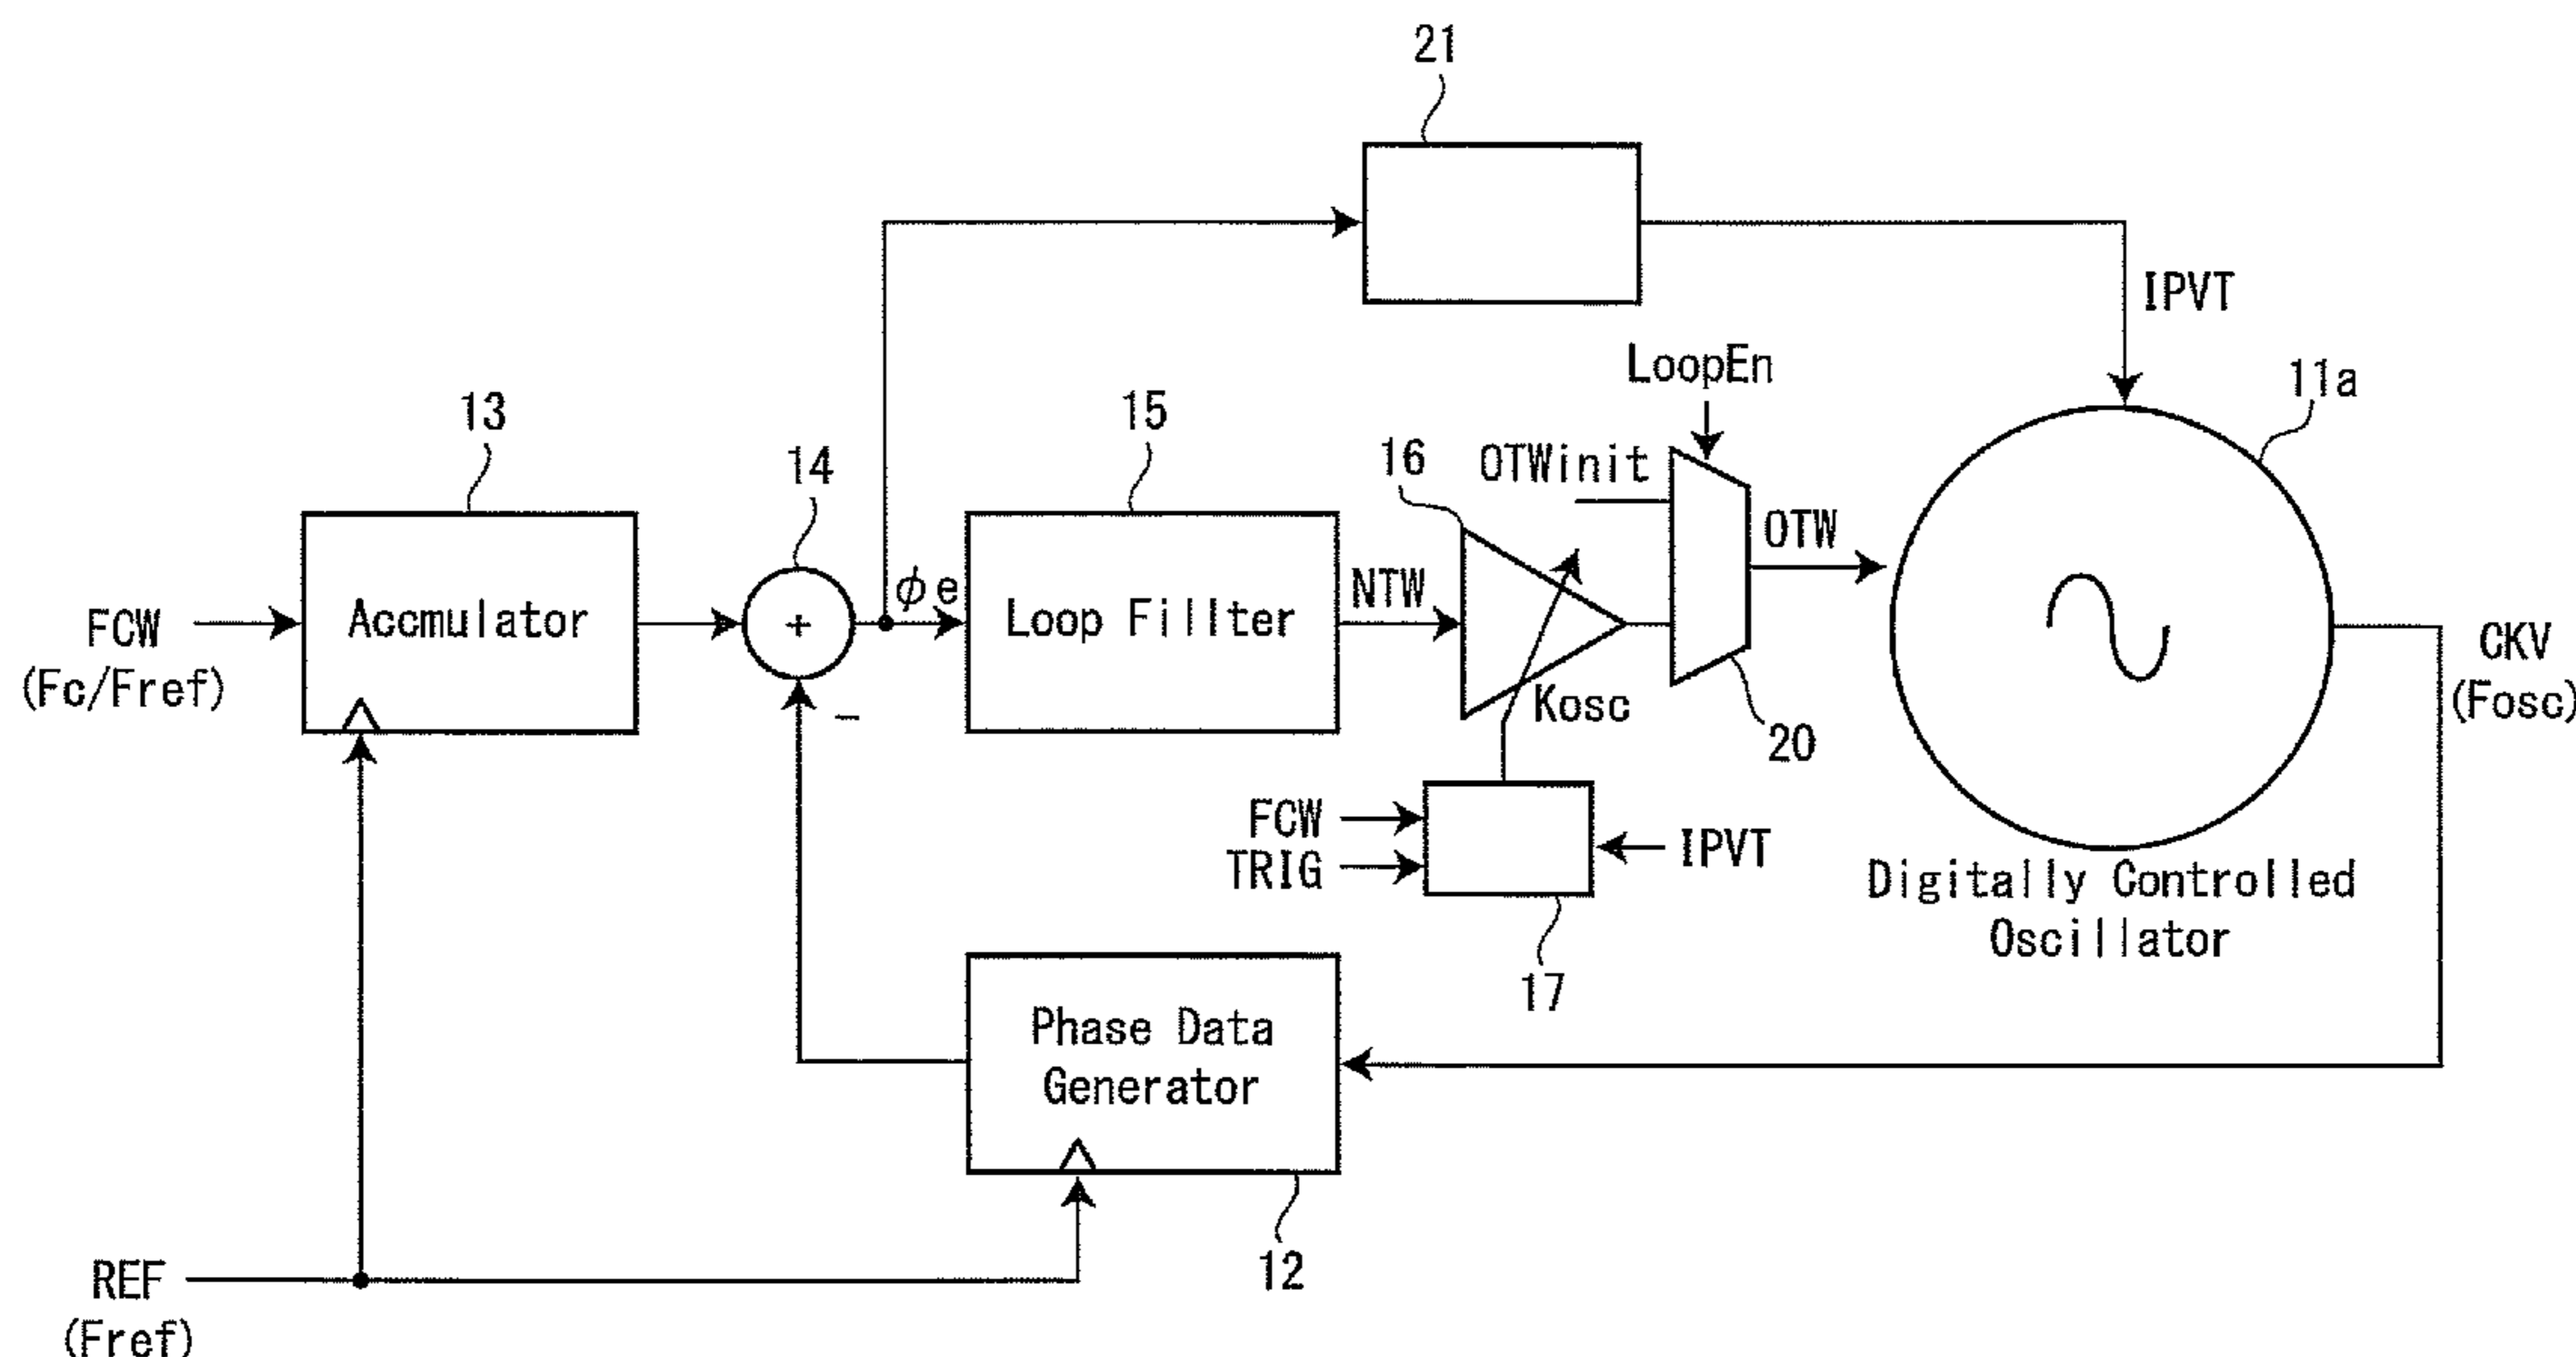 21
IPVT
LoopEn
11a
13
14
15
16
OTWinit
OTW
ϕe
NTW
FCW
(Fc/Fref)
Accmulator
+
Loop Fillter
CKV
(Fosc)
−
Kosc
20
FCW
TRIG
IPVT
17
Digitally Controlled
Oscillator
Phase Data
Generator
12
REF
(Fref)